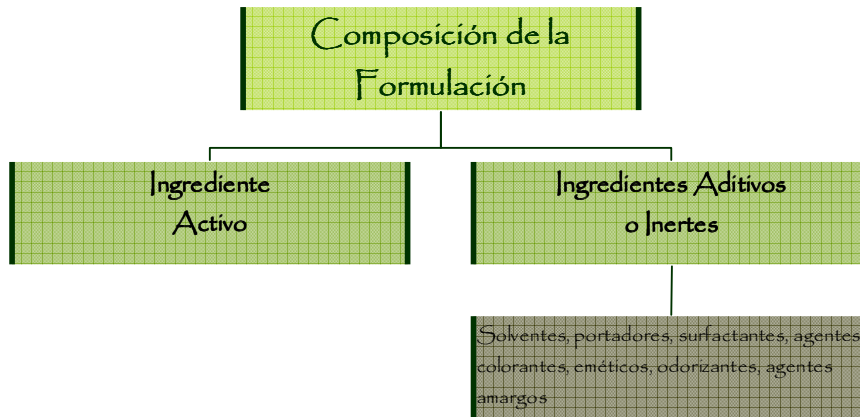 Composición de la
Formulación
Ingrediente
Activo
Ingredientes Aditivos
o Inertes
Solventes, portadores, surfactantes, agentes
colorantes, eméticos, odorizantes, agentes
amargos